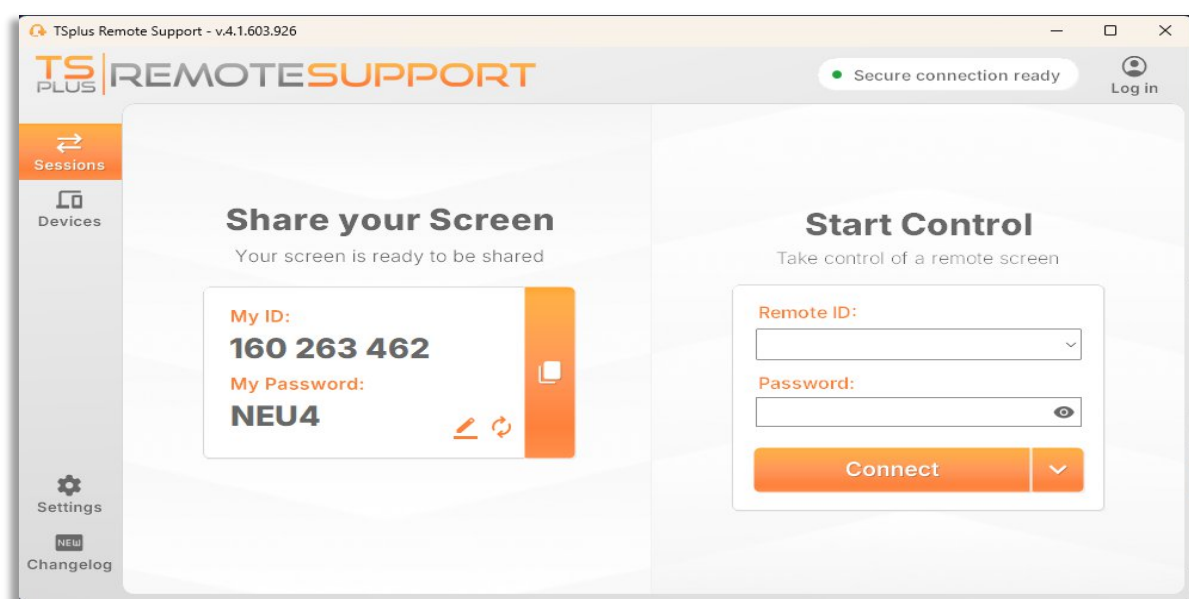 TSplus Remote Support - v.4.1.603.926
TS PLUS REMOTESUPPORT
Secure connection ready
Log in
Sessions
Devices
Settings
NEW
Changelog
Share your Screen
Your screen is ready to be shared
My ID:
160 263 462
My Password:
NEU4
Start Control
Take control of a remote screen
Remote ID:
Password:
Connect